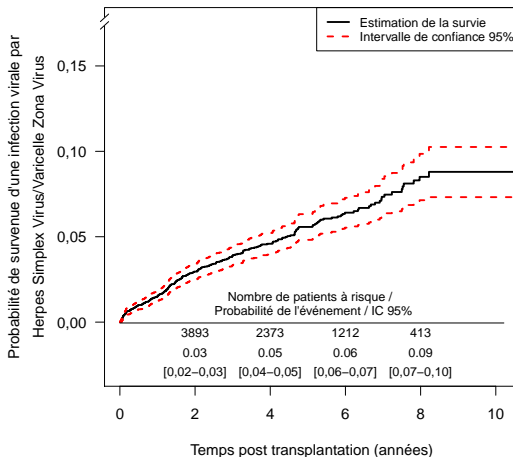 Probabilité de survenue d'une infection virale par
Herpes Simplex Virus/Varicelle Zona Virus
Estimation de la survie
Intervalle de confiance 95%
0,15
0,10
0,05
0,00
Nombre de patients à risque /
Probabilité de l'événement / IC 95%
3893 2373 1212 413
0.03 0.05 0.06 0.09
[0,02–0,03) [0,04–0,05) [0,06–0,07) [0,07–0,10]
0 2 4 6 8 10
Temps post transplantation (années)